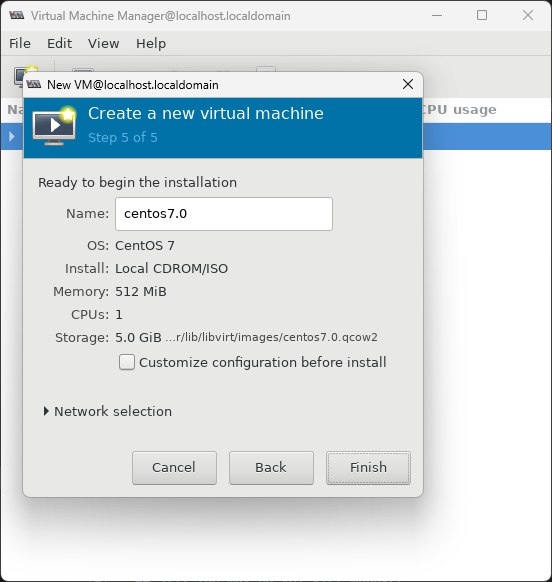 Virtual Machine Manager@localhost.localdomain
File Edit View Help
New VM@localhost.localdomain
CPU usage
Create a new virtual machine
Step 5 of 5
Ready to begin the installation
Name: centos7.0
OS: CentOS 7
Install: Local CDROM/ISO
Memory: 512 MiB
CPUs: 1
Storage: 5.0 GiB ...r/lib/libvirt/images/centos7.0.qcow2
Customize configuration before install
Network selection
Cancel Back Finish